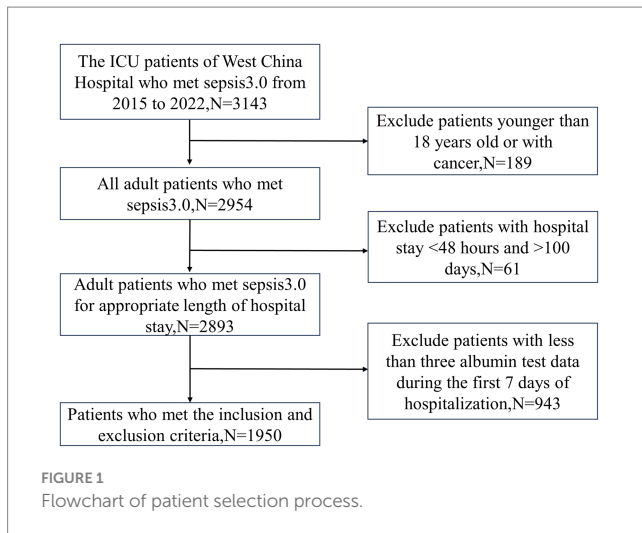 The ICU patients of West China
Hospital who met sepsis3.0 from
2015 to 2022,N=3143
Exclude patients younger than
18 years old or with
cancer,N=189
All adult patients who met
sepsis3.0,N=2954
Exclude patients with hospital
stay <48 hours and >100
days,N=61
Adult patients who met sepsis3.0
for appropriate length of hospital
stay,N=2893
Exclude patients with less
than three albumin test data
during the first 7 days of
hospitalization,N=943
Patients who met the inclusion and
exclusion criteria,N=1950
FIGURE 1
Flowchart of patient selection process.